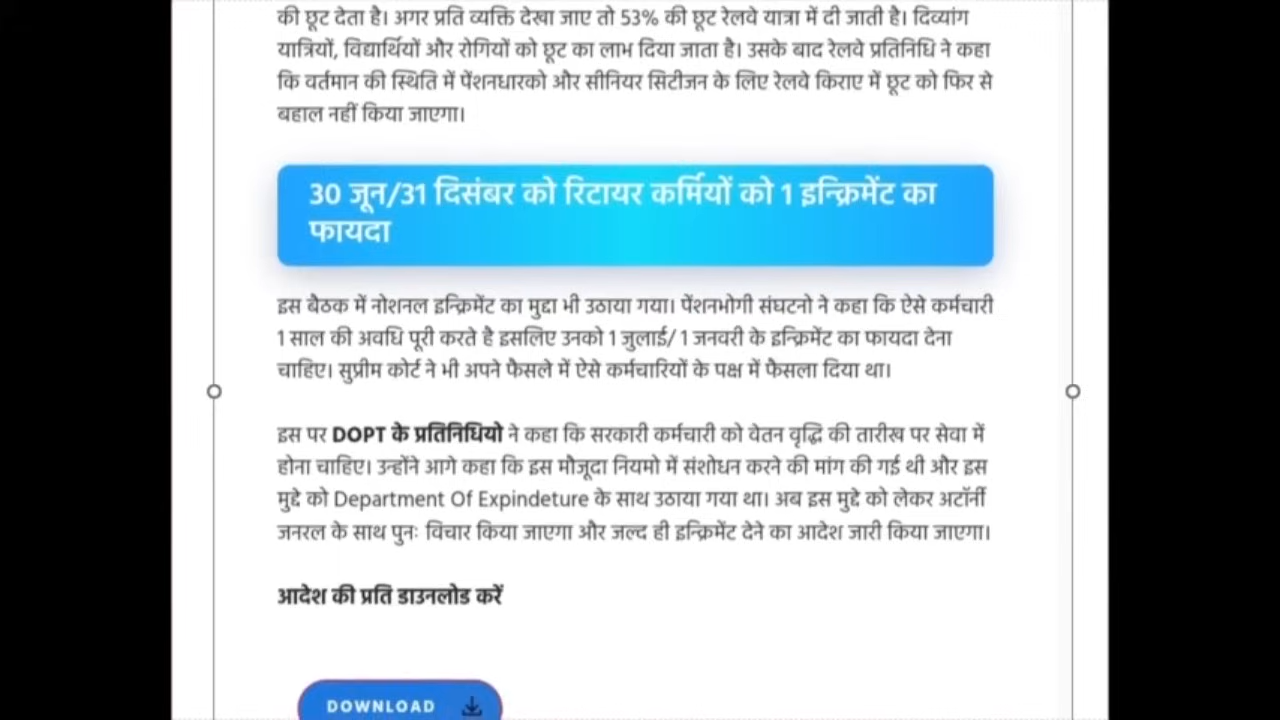 की छूट देता है। अगर प्रति व्यक्ति देखा जाए तो 53% की छूट रेलवे यात्रा में दी जाती है। दिव्यांग
यात्रियों, विद्यार्थियों और रोगियों को छूट का लाभ दिया जाता है। उसके बाद रेलवे प्रतिनिधि ने कहा
कि वर्तमान की स्थिति में पेंशनधारको और सीनियर सिटीजन के लिए रेलवे किराए में छूट को फिर से
बहाल नहीं किया जाएगा।
30 जून/31 दिसंबर को रिटायर कर्मियों को 1 इन्क्रिमेंट का
फायदा
इस बैठक में नोशनल इन्क्रिमेंट का मुद्दा भी उठाया गया। पेंशनभोगी संघटनो ने कहा कि ऐसे कर्मचारी
1 साल की अवधि पूरी करते है इसलिए उनको 1 जुलाई/ 1 जनवरी के इन्क्रिमेंट का फायदा देना
चाहिए। सुप्रीम कोर्ट ने भी अपने फैसले में ऐसे कर्मचारियों के पक्ष में फैसला दिया था।
इस पर DOPT के प्रतिनिधियो ने कहा कि सरकारी कर्मचारी को वेतन वृद्धि की तारीख पर सेवा में
होना चाहिए। उन्होंने आगे कहा कि इस मौजूदा नियमो में संशोधन करने की मांग की गई थी और इस
मुद्दे को Department Of Expindeture के साथ उठाया गया था। अब इस मुद्दे को लेकर अटॉर्नी
जनरल के साथ पुनः विचार किया जाएगा और जल्द ही इन्क्रिमेंट देने का आदेश जारी किया जाएगा।
आदेश की प्रति डाउनलोड करें
DOWNLOAD